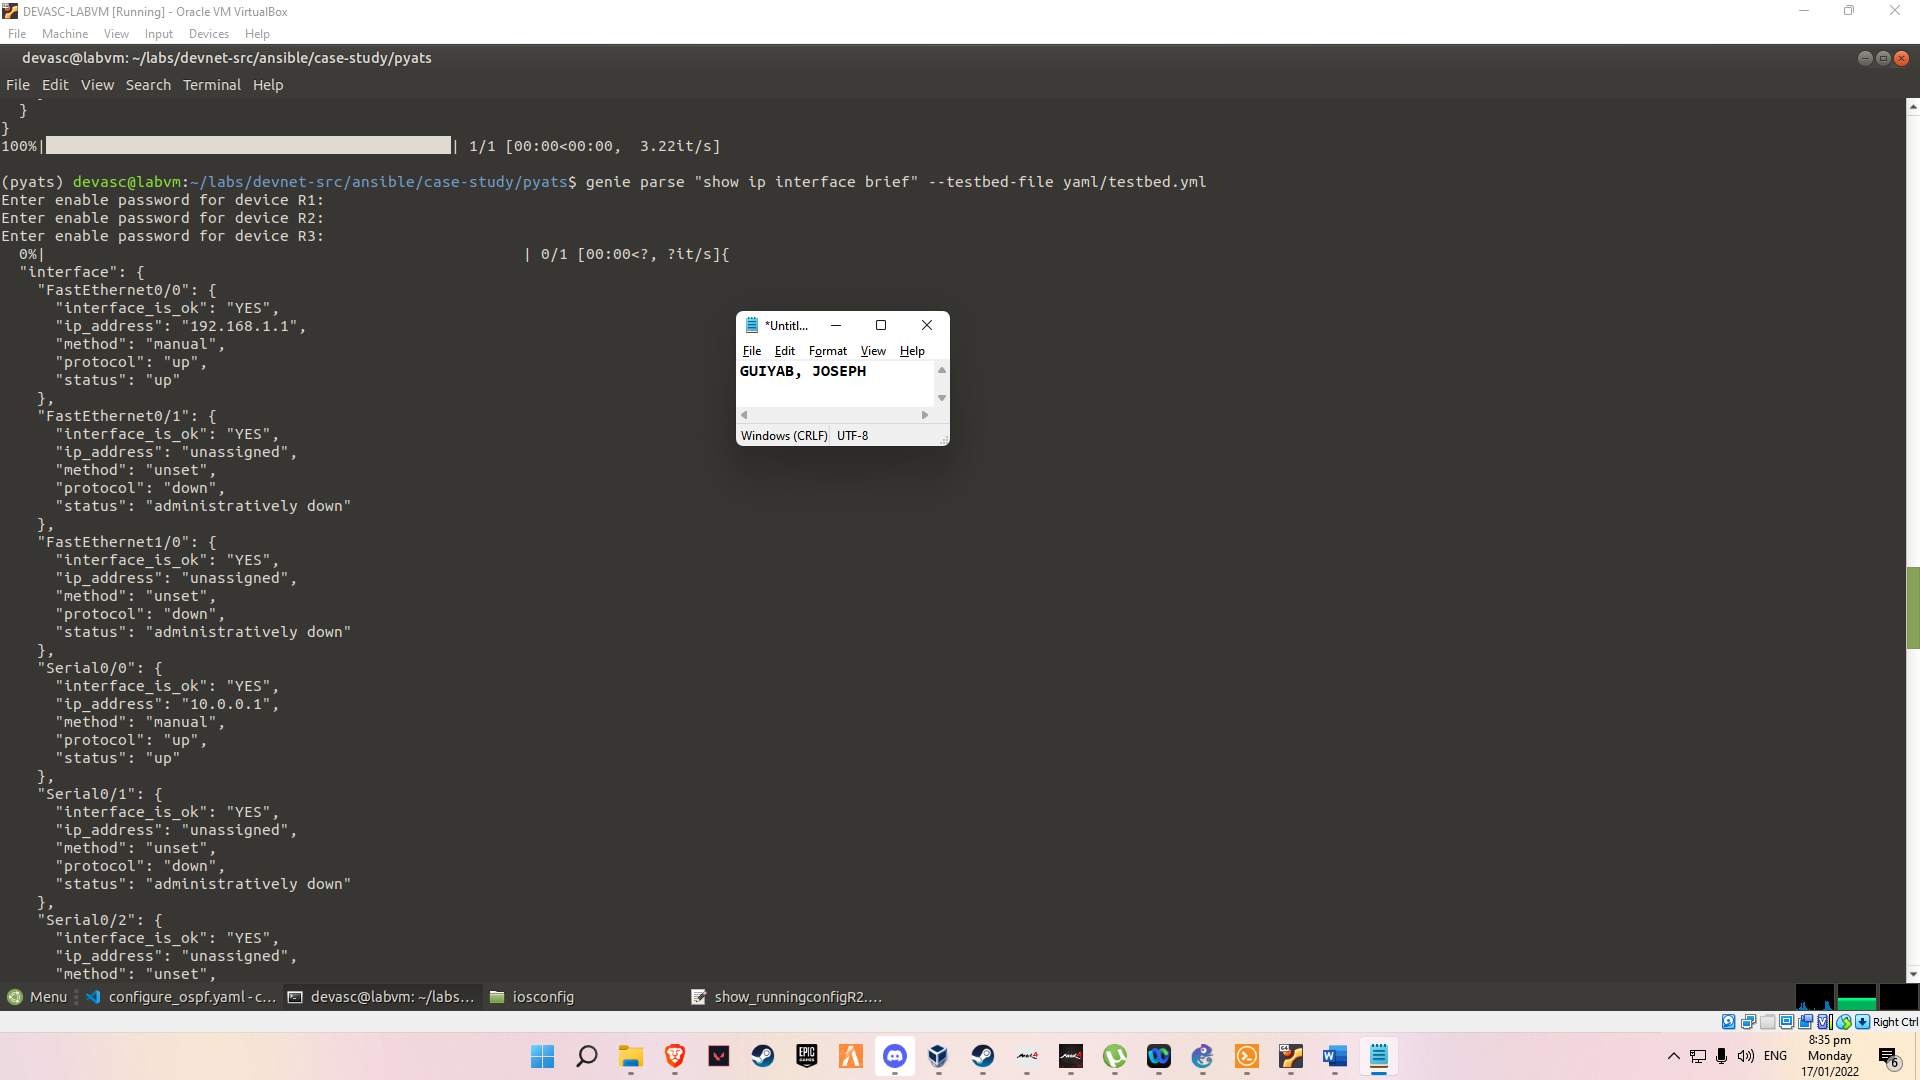 DEVASC-LABVM [Running] - Oracle VM VirtualBox
File Machine View Input Devices Help
devasc@labvm: ~/labs/devnet-src/ansible/case-study/pyats
File Edit View Search Terminal Help
}
}
100%| | 1/1 [00:00<00:00,  3.22it/s]
(pyats) devasc@labvm:~/labs/devnet-src/ansible/case-study/pyats$ genie parse "show ip interface brief" --testbed-file yaml/testbed.yml
Enter enable password for device R1:
Enter enable password for device R2:
Enter enable password for device R3:
0%| | 0/1 [00:00<?, ?it/s]{
"interface": {
"FastEthernet0/0": {
"interface_is_ok": "YES",
"ip_address": "192.168.1.1",
"method": "manual",
"protocol": "up",
"status": "up"
},
"FastEthernet0/1": {
"interface_is_ok": "YES",
"ip_address": "unassigned",
"method": "unset",
"protocol": "down",
"status": "administratively down"
},
"FastEthernet1/0": {
"interface_is_ok": "YES",
"ip_address": "unassigned",
"method": "unset",
"protocol": "down",
"status": "administratively down"
},
"Serial0/0": {
"interface_is_ok": "YES",
"ip_address": "10.0.0.1",
"method": "manual",
"protocol": "up",
"status": "up"
},
"Serial0/1": {
"interface_is_ok": "YES",
"ip_address": "unassigned",
"method": "unset",
"protocol": "down",
"status": "administratively down"
},
"Serial0/2": {
"interface_is_ok": "YES",
"ip_address": "unassigned",
"method": "unset",
*Untitl...
File Edit Format View Help
GUIYAB, JOSEPH
Windows (CRLF) UTF-8
Menu configure_ospf.yaml - c... devasc@labvm: ~/labs... iosconfig show_runningconfigR2....
Right Ctrl
EPIC GAMES
ENG
8:35 pm
Monday
17/01/2022
6